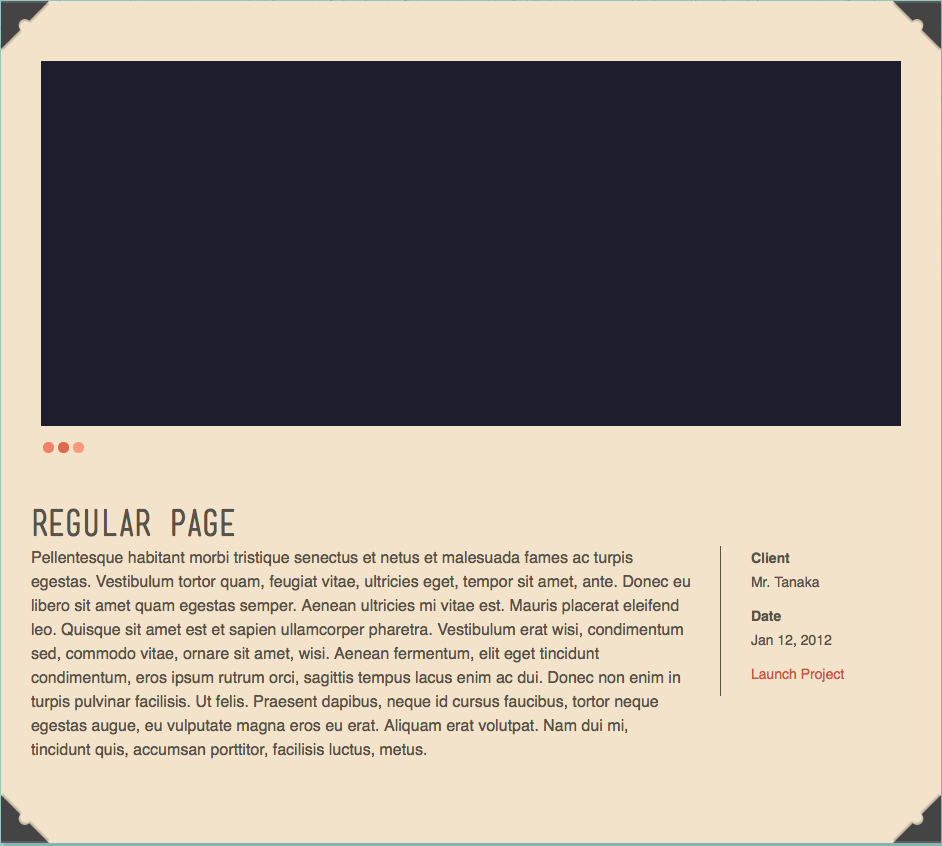 REGULAR PAGE
Pellentesque habitant morbi tristique senectus et netus et malesuada fames ac turpis
egestas. Vestibulum tortor quam, feugiat vitae, ultricies eget, tempor sit amet, ante. Donec eu
libero sit amet quam egestas semper. Aenean ultricies mi vitae est. Mauris placerat eleifend
leo. Quisque sit amet est et sapien ullamcorper pharetra. Vestibulum erat wisi, condimentum
sed, commodo vitae, ornare sit amet, wisi. Aenean fermentum, elit eget tincidunt
condimentum, eros ipsum rutrum orci, sagittis tempus lacus enim ac dui. Donec non enim in
turpis pulvinar facilisis. Ut felis. Praesent dapibus, neque id cursus faucibus, tortor neque
egestas augue, eu vulputate magna eros eu erat. Aliquam erat volutpat. Nam dui mi,
tincidunt quis, accumsan porttitor, facilisis luctus, metus.
Client
Mr. Tanaka
Date
Jan 12, 2012
Launch Project